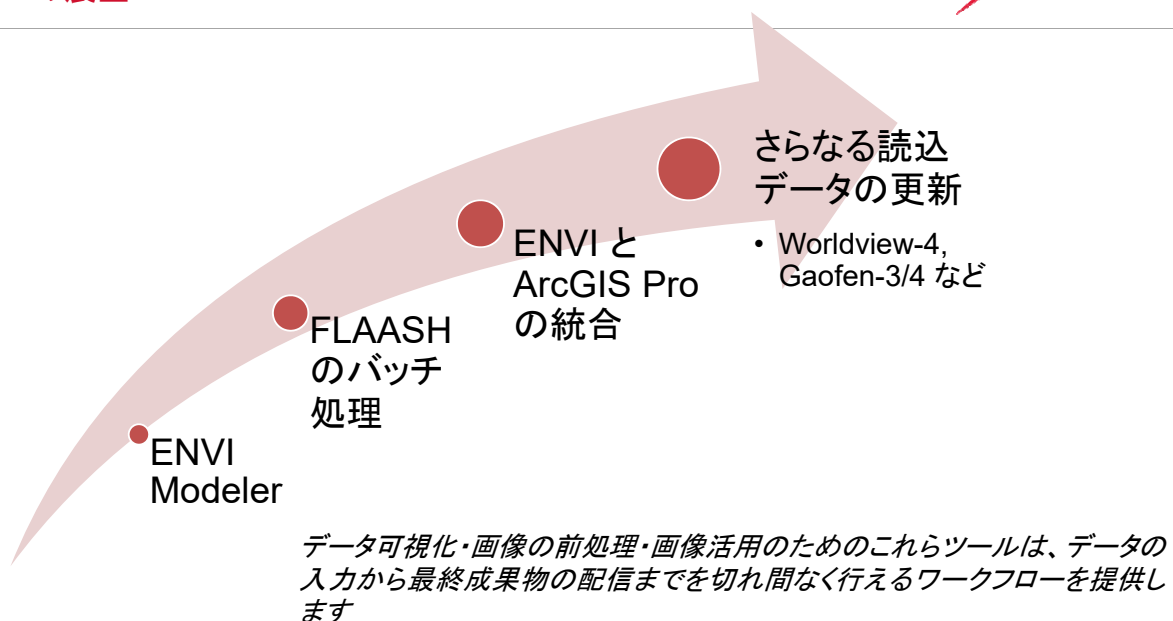 さらなる読込
データの更新
• Worldview-4,
Gaofen-3/4 など
ENVI と
ArcGIS Pro
の統合
FLAASH
のバッチ
処理
ENVI
Modeler
データ可視化・画像の前処理・画像活用のためのこれらツールは、データの
入力から最終成果物の配信までを切れ間なく行えるワークフローを提供し
ます